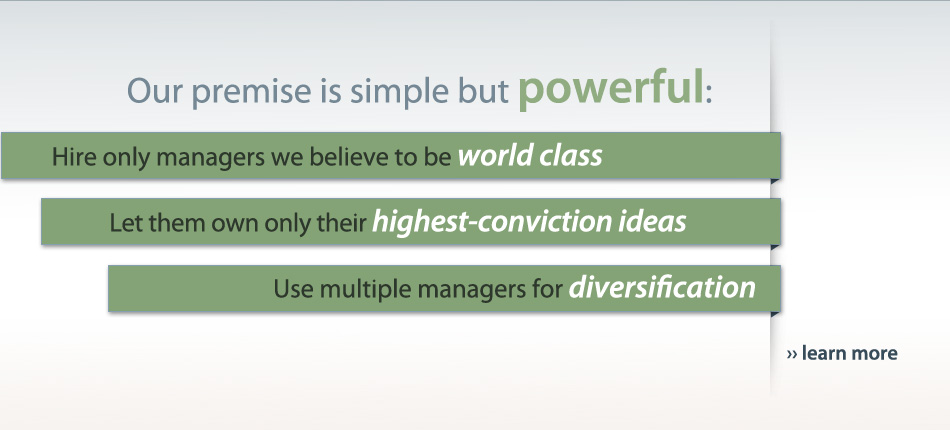 Our premise is simple but powerful:
Hire only managers we believe to be world class
Let them own only their highest-conviction ideas
Use multiple managers for diversification
›› learn more